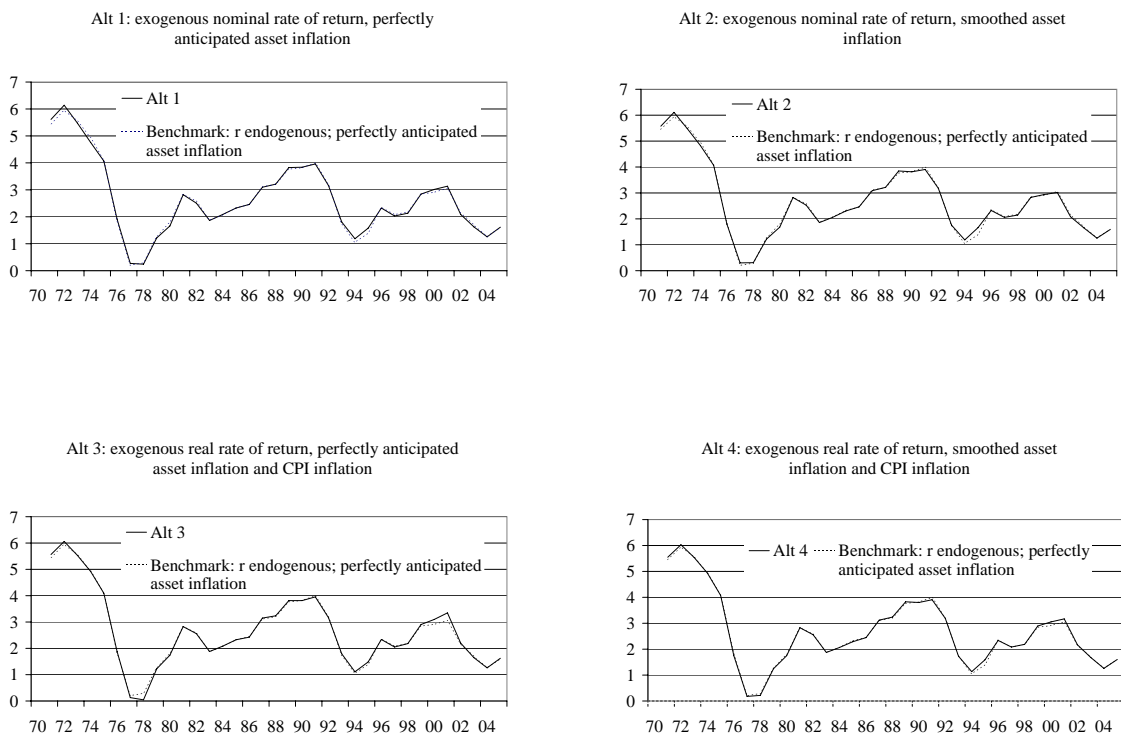 Alt 1: exogenous nominal rate of return, perfectly
anticipated asset inflation
7
6
5
4
3
2
1
0
Alt 1
Benchmark: r endogenous; perfectly anticipated
asset inflation
70 72 74 76 78 80 82 84 86 88 90 92 94 96 98 00 02 04
Alt 2: exogenous nominal rate of return, smoothed asset
inflation
7
6
5
4
3
2
1
0
Alt 2
Benchmark: r endogenous; perfectly anticipated
asset inflation
70 72 74 76 78 80 82 84 86 88 90 92 94 96 98 00 02 04
Alt 3: exogenous real rate of return, perfectly anticipated
asset inflation and CPI inflation
7
6
5
4
3
2
1
0
Alt 3
Benchmark: r endogenous; perfectly anticipated
asset inflation
70 72 74 76 78 80 82 84 86 88 90 92 94 96 98 00 02 04
Alt 4: exogenous real rate of return, smoothed asset
inflation and CPI inflation
7
6
5
4
3
2
1
0
Alt 4 Benchmark: r endogenous; perfectly
anticipated asset inflation
70 72 74 76 78 80 82 84 86 88 90 92 94 96 98 00 02 04